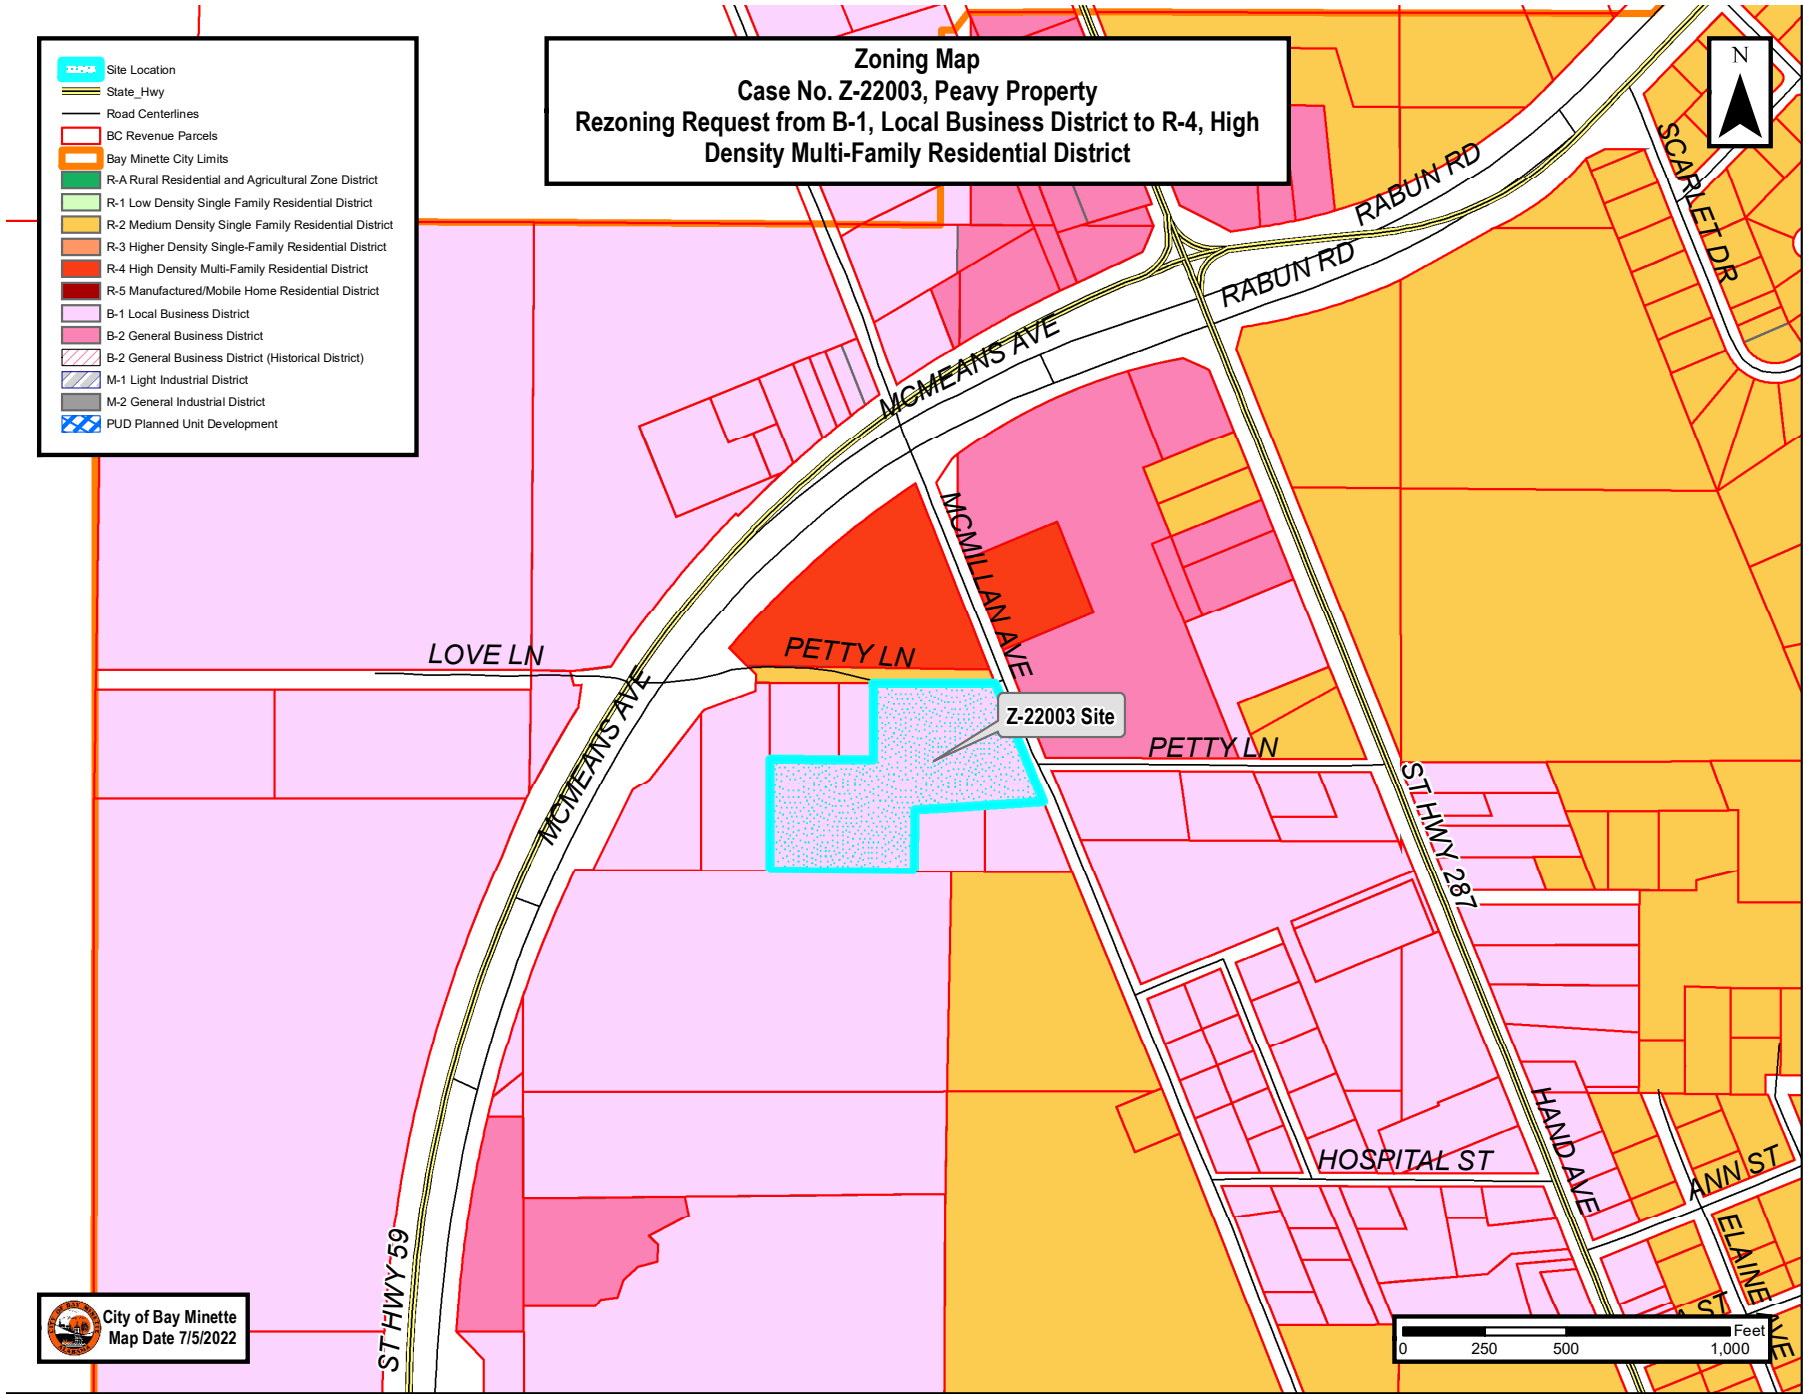 Zoning Map
Case No. Z-22003, Peavy Property
Rezoning Request from B-1, Local Business District to R-4, High
Density Multi-Family Residential District
N
Site Location
State_Hwy
Road Centerlines
BC Revenue Parcels
Bay Minette City Limits
R-A Rural Residential and Agricultural Zone District
R-1 Low Density Single Family Residential District
R-2 Medium Density Single Family Residential District
R-3 Higher Density Single-Family Residential District
R-4 High Density Multi-Family Residential District
R-5 Manufactured/Mobile Home Residential District
B-1 Local Business District
B-2 General Business District
B-2 General Business District (Historical District)
M-1 Light Industrial District
M-2 General Industrial District
PUD Planned Unit Development
RABUN RD
SCARLET DR
RABUN RD
MCMEANS AVE
MCMILLAN AVE
LOVE LN
PETTY LN
MCMEANS AVE
Z-22003 Site
PETTY LN
ST HWY 287
HAND AVE
HOSPITAL ST
ANN ST
ELAINE AVE
ST HWY 59
A ST
CITY OF BAY MINETTE
ALABAMA
City of Bay Minette
Map Date 7/5/2022
Feet
0 250 500 1,000